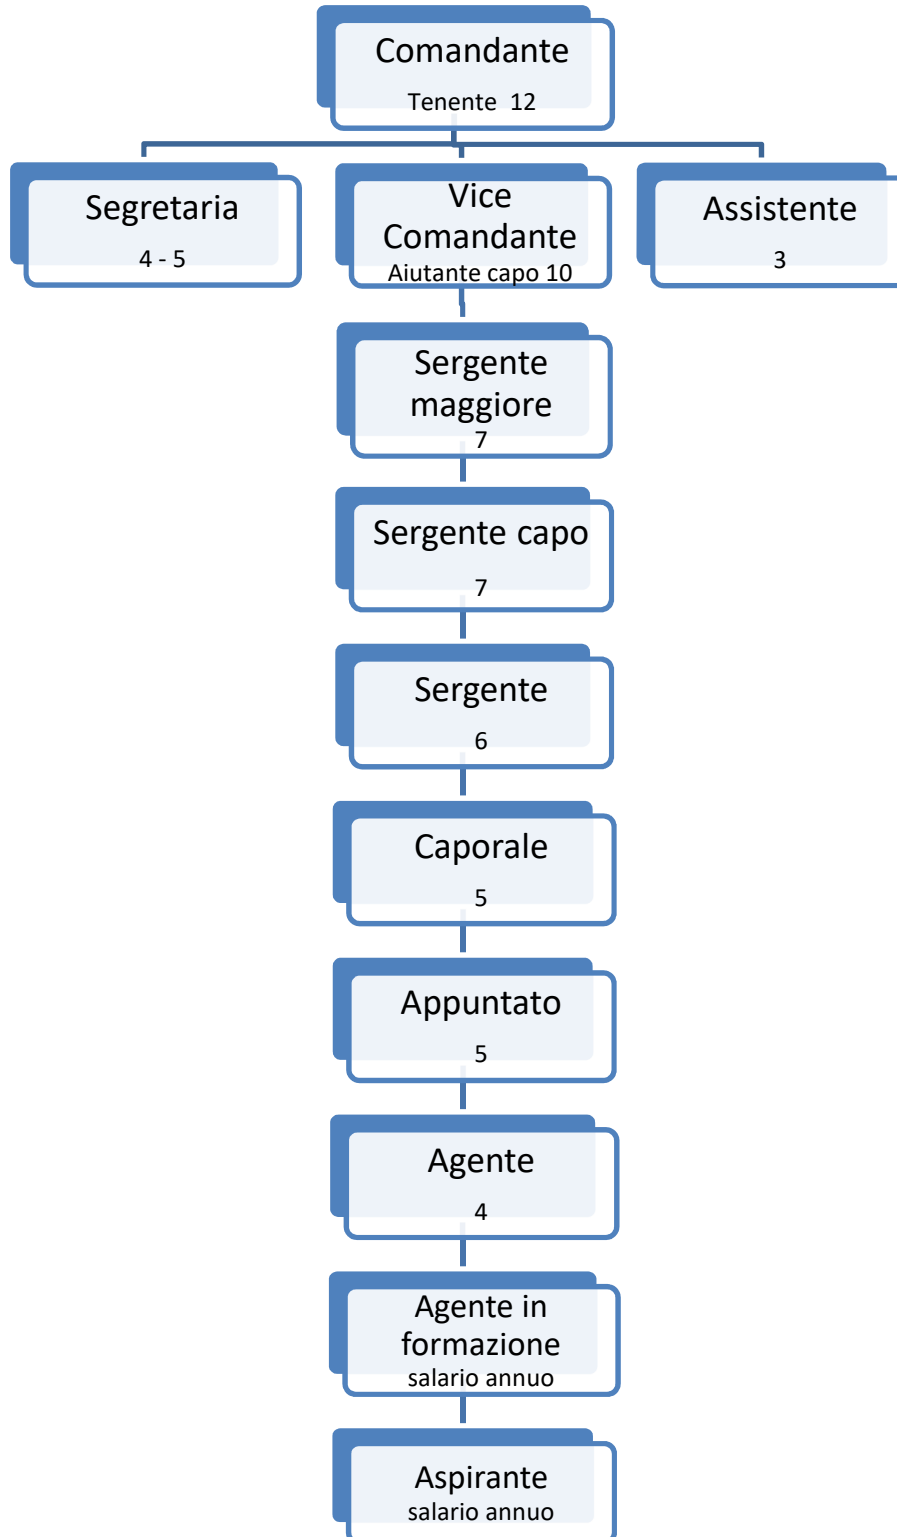 Comandante
Tenente 12
Segretaria
4 - 5
Vice
Comandante
Aiutante capo 10
Assistente
3
Sergente
maggiore
7
Sergente capo
7
Sergente
6
Caporale
5
Appuntato
5
Agente
4
Agente in
formazione
salario annuo
Aspirante
salario annuo